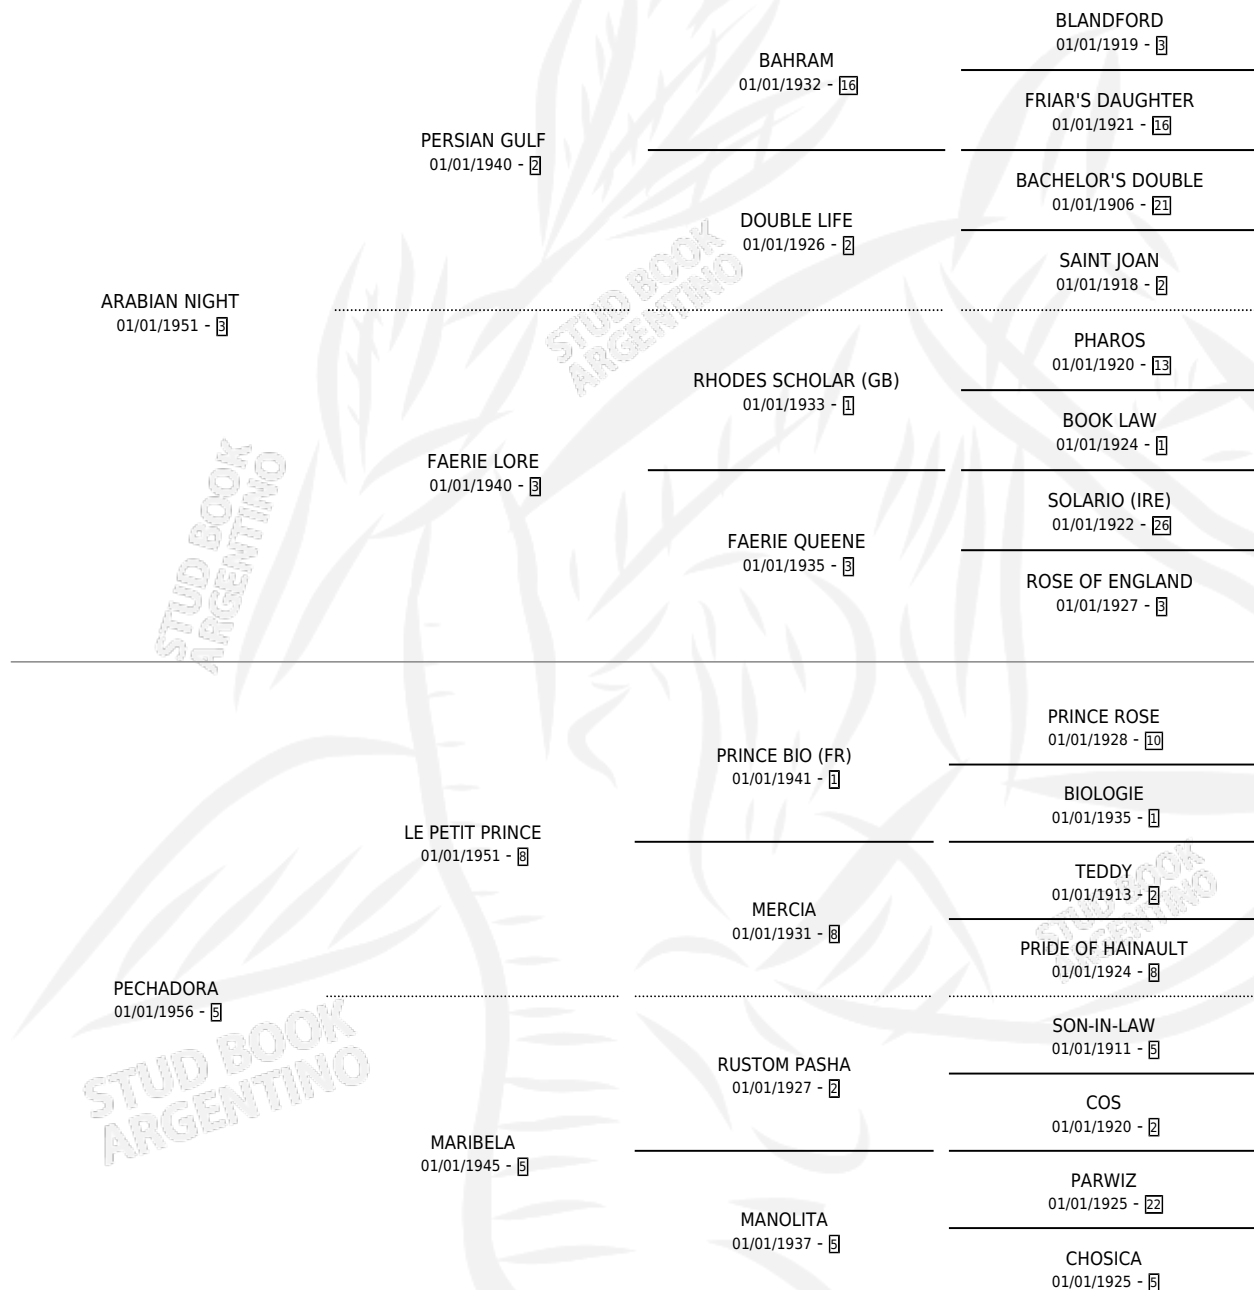 BLANDFORD
01/01/1919 - 3
BAHRAM
01/01/1932 - 16
FRIAR'S DAUGHTER
01/01/1921 - 16
PERSIAN GULF
01/01/1940 - 2
BACHELOR'S DOUBLE
01/01/1906 - 21
DOUBLE LIFE
01/01/1926 - 2
SAINT JOAN
01/01/1918 - 2
ARABIAN NIGHT
01/01/1951 - 3
PHAROS
01/01/1920 - 13
RHODES SCHOLAR (GB)
01/01/1933 - 1
BOOK LAW
01/01/1924 - 1
FAERIE LORE
01/01/1940 - 3
SOLARIO (IRE)
01/01/1922 - 26
FAERIE QUEENE
01/01/1935 - 3
ROSE OF ENGLAND
01/01/1927 - 3
PRINCE ROSE
01/01/1928 - 10
PRINCE BIO (FR)
01/01/1941 - 1
BIOLOGIE
01/01/1935 - 1
LE PETIT PRINCE
01/01/1951 - 8
TEDDY
01/01/1913 - 2
MERCIA
01/01/1931 - 8
PRIDE OF HAINAULT
01/01/1924 - 8
PECHADORA
01/01/1956 - 5
SON-IN-LAW
01/01/1911 - 5
RUSTOM PASHA
01/01/1927 - 2
COS
01/01/1920 - 2
MARIBELA
01/01/1945 - 5
PARWIZ
01/01/1925 - 22
MANOLITA
01/01/1937 - 5
CHOSICA
01/01/1925 - 5
STUD BOOK
ARGENTINO
STUD BOOK
ARGENTINO
STUD BOOK
ARGENTINO
STUD BOOK
ARGENTINO